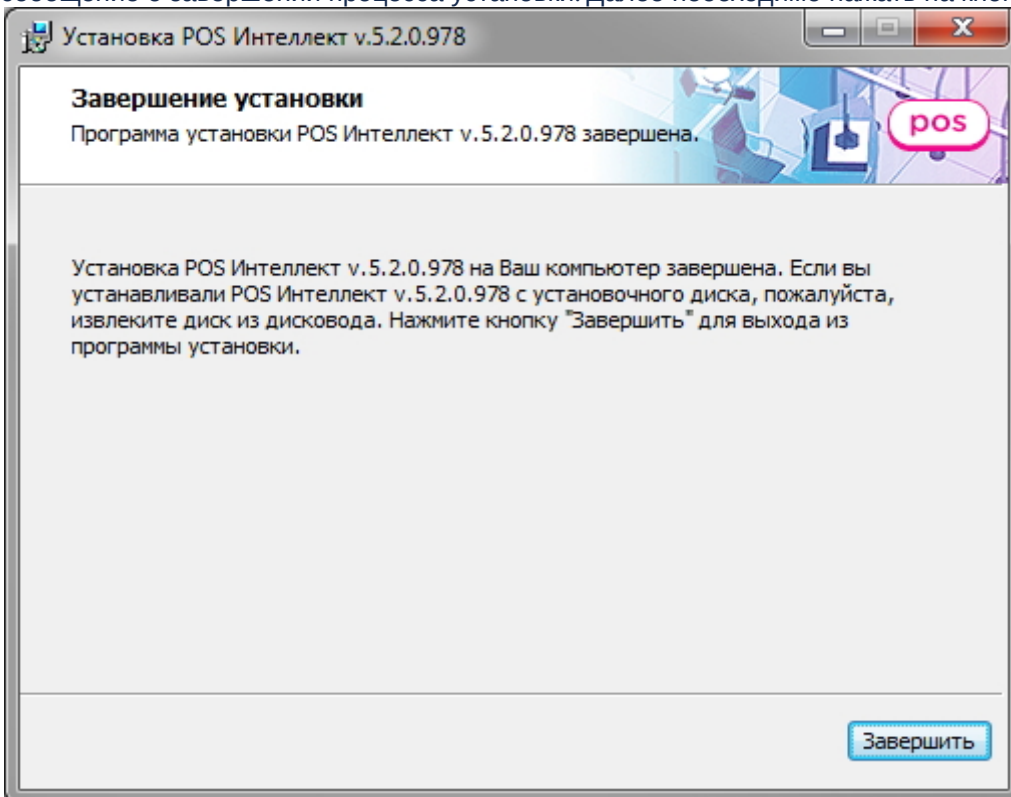 Установка POS Интеллект v.5.2.0.978
Завершение установки
Программа установки POS Интеллект v.5.2.0.978 завершена.
pos
Установка POS Интеллект v.5.2.0.978 на Ваш компьютер завершена. Если вы
устанавливали POS Интеллект v.5.2.0.978 с установочного диска, пожалуйста,
извлеките диск из дисковода. Нажмите кнопку "Завершить" для выхода из
программы установки.
Завершить